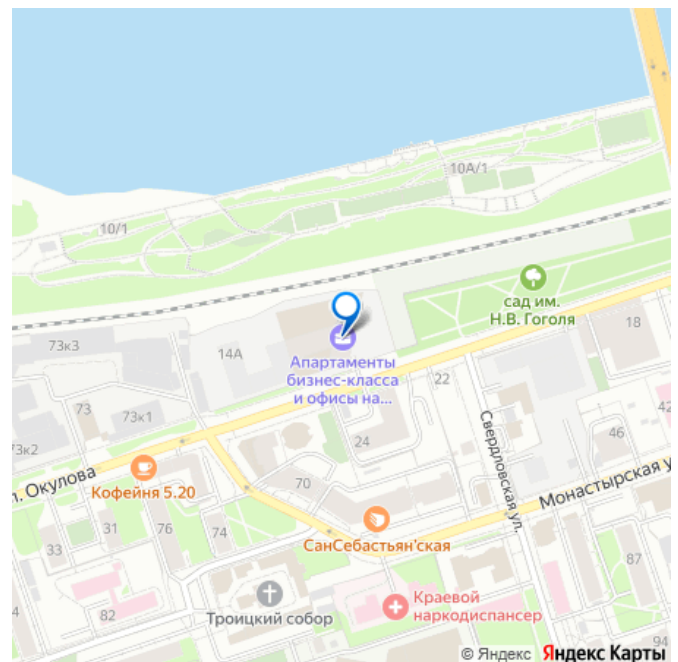 10А/1
10/1
сад им.
Н.В. Гоголя
18
73к3
14А
Апартаменты
бизнес-класса
и офисы на...
22
73
73к1
42
46
73к2
24
Свердловская ул.
л. Окулова
Кофейня 5.20
70
Монастырская у
СанСебастьян'ская
31
76
74
33
87
Троицкий собор
Краевой
наркодиспансер
82
4
94
© Яндекс Яндекс Карты